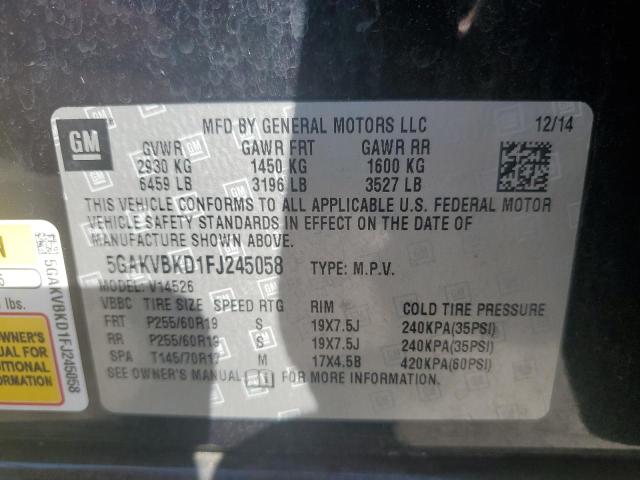 GM
MFD BY GENERAL MOTORS LLC 12/14
GVWR GAWR FRT GAWR RR
2930 KG 1450 KG 1600 KG
6459 LB 3196 LB 3527 LB
THIS VEHICLE CONFORMS TO ALL APPLICABLE U.S. FEDERAL MOTOR
VEHICLE SAFETY STANDARDS IN EFFECT ON THE DATE OF
MANUFACTURE SHOWN ABOVE.
5GAKVBKD1FJ245058 TYPE: M.P.V.
MODEL: V14526
VBBC TIRE SIZE SPEED RTG RIM COLD TIRE PRESSURE
FRT P255/60R19 S 19X7.5J 240KPA(35PSI)
RR P255/60R19 S 19X7.5J 240KPA(35PSI)
SPA T145/70R17 M 17X4.5B 420KPA(60PSI)
SEE OWNER'S MANUAL FOR MORE INFORMATION.
5GAKVBKD1FJ245058
lbs.
OWNER'S
FOR
INFORMATION